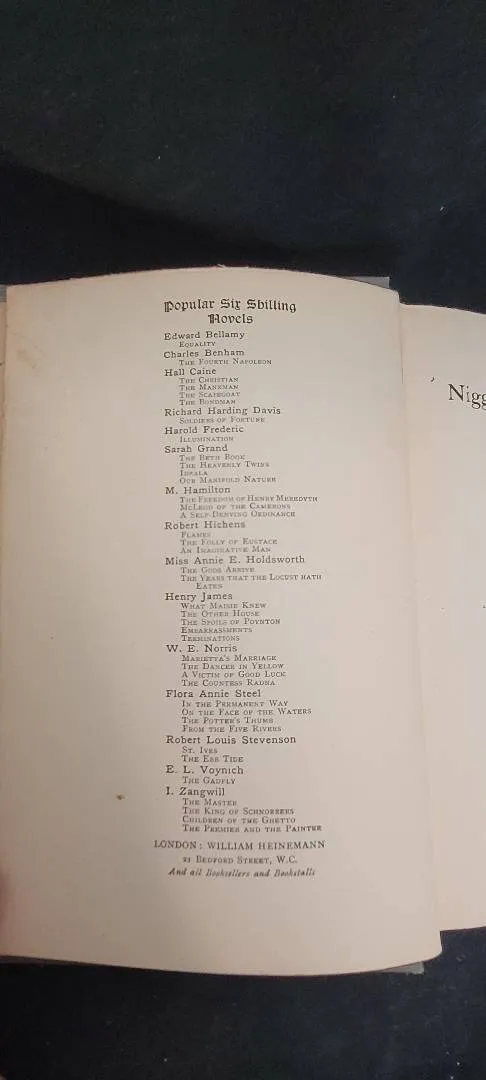 Popular Six Shilling
Novels
Edward Bellamy
EQUALITY
Charles Benham
THE FOURTH NAPOLEON
Hall Caine
THE CHRISTIAN
THE MANXMAN
THE SCAPEGOAT
THE BONDMAN
Richard Harding Davis
SOLDIERS OF FORTUNE
Harold Frederic
ILLUMINATION
Sarah Grand
THE BETH BOOK
THE HEAVENLY TWINS
IDEALA
OUR MANIFOLD NATURE
M. Hamilton
THE FREEDOM OF HENRY MEREDYTH
MCLEOD OF THE CAMERONS
A SELF-DENYING ORDINANCE
Robert Hichens
FLAMES
THE FOLLY OF EUSTACE
AN IMAGINATIVE MAN
Miss Annie E. Holdsworth
THE GODS ARRIVE
THE YEARS THAT THE LOCUST HATH
EATEN
Henry James
WHAT MAISIE KNEW
THE OTHER HOUSE
THE SPOILS OF POYNTON
EMBARRASSMENTS
TERMINATIONS
W. E. Norris
MARIETTA'S MARRIAGE
THE DANCER IN YELLOW
A VICTIM OF GOOD LUCK
THE COUNTESS RADNA
Flora Annie Steel
IN THE PERMANENT WAY
ON THE FACE OF THE WATERS
THE POTTER'S THUMB
FROM THE FIVE RIVERS
Robert Louis Stevenson
ST. IVES
THE EBB TIDE
E. L. Voynich
THE GADFLY
I. Zangwill
THE MASTER
THE KING OF SCHNORRERS
CHILDREN OF THE GHETTO
THE PREMIER AND THE PAINTER
LONDON: WILLIAM HEINEMANN
21 BEDFORD STREET, W.C.
And all Booksellers and Bookstalls
Nigg